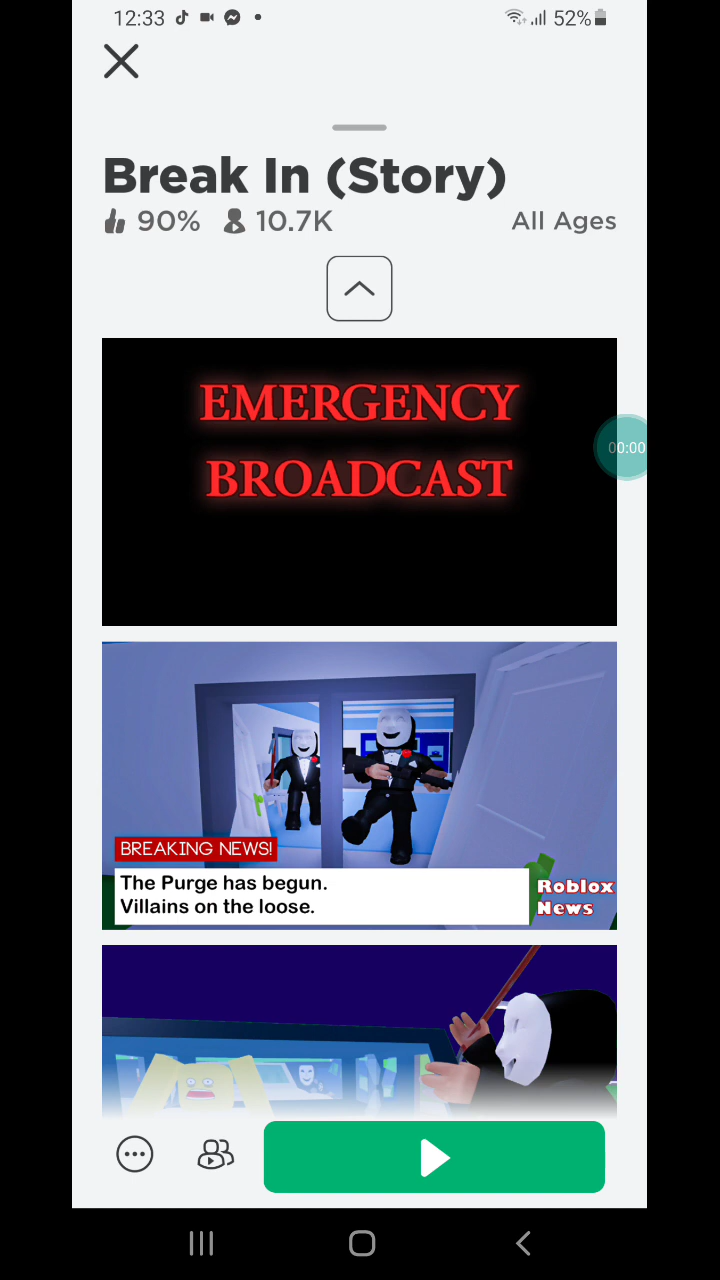 12:33 52%
Break In (Story)
90% 10.7K All Ages
EMERGENCY
BROADCAST
00:00
BREAKING NEWS!
The Purge has begun.
Villains on the loose.
Roblox
News